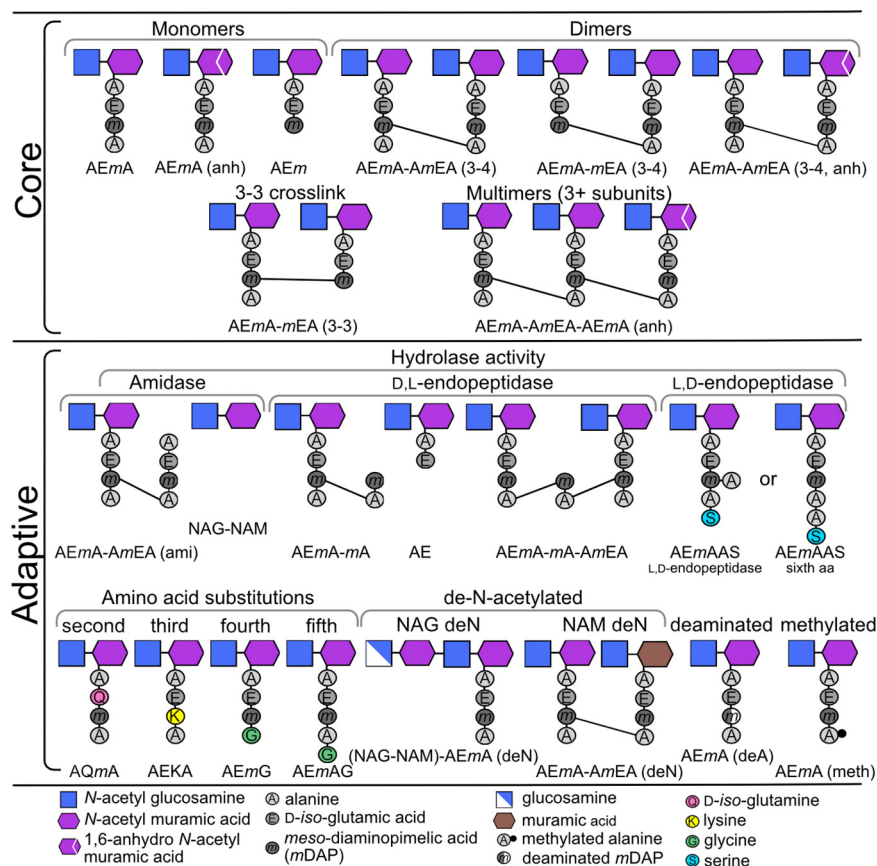 Core
Monomers
Dimers
A A A A A A A A A
E E E E E E E E E
m m m m m m m m m
A A A A A A A
AEmA AEmA (anh) AEm AEmA-AmEA (3-4) AEmA-mEA (3-4) AEmA-AmEA (3-4, anh)
3-3 crosslink
Multimers (3+ subunits)
A A A A A
E E E E E
m m m m m
A A A A
AEmA-mEA (3-3) AEmA-AmEA-AEmA (anh)
Adaptive
Hydrolase activity
Amidase D,L-endopeptidase L,D-endopeptidase
A A A A A A A A
E E E E E E E E
m m m m m m m A or m
A A A A A A A A A
S A
S
NAG-NAM
AEmA-AmEA (ami) AEmA-mA AE AEmA-mA-AmEA AEmAAS AEmAAS
L,D-endopeptidase sixth aa
Amino acid substitutions de-N-acetylated
second third fourth fifth NAG deN NAM deN deaminated methylated
A A A A A A A A A
Q E E E E E E E E
m K m m m m m m m
A A G A A A A A A
G
(NAG-NAM)-AEmA (deN) AEmA (deA)
AQmA AEKA AEmG AEmAG AEmA-AmEA (deN) AEmA (meth)
N-acetyl glucosamine
N-acetyl muramic acid
1,6-anhydro N-acetyl
muramic acid
A alanine
E D-iso-glutamic acid
m meso-diaminopimelic acid
(mDAP)
glucosamine
muramic acid
A methylated alanine
m deaminated mDAP
Q D-iso-glutamine
K lysine
G glycine
S serine